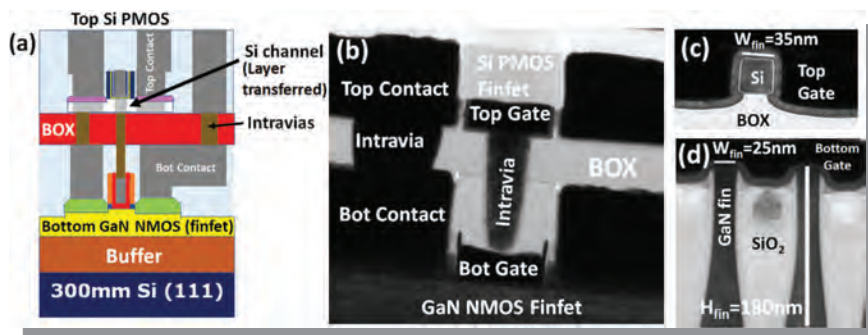 Top Si PMOS
(a)
Top Contact
Si channel
(Layer
transferred)
BOX
Intravias
Bot Contact
Bottom GaN NMOS (finfet)
Buffer
300mm Si (111)
(b)
Si PMOS
Finfet
Top Contact
Top Gate
Intravia
BOX
Intravia
Bot Contact
Bot Gate
GaN NMOS Finfet
(c)
Wfin=35nm
Si
Top
Gate
BOX
(d)
Wfin=25nm
Bottom
Gate
GaN fin
SiO2
Hfin=180nm